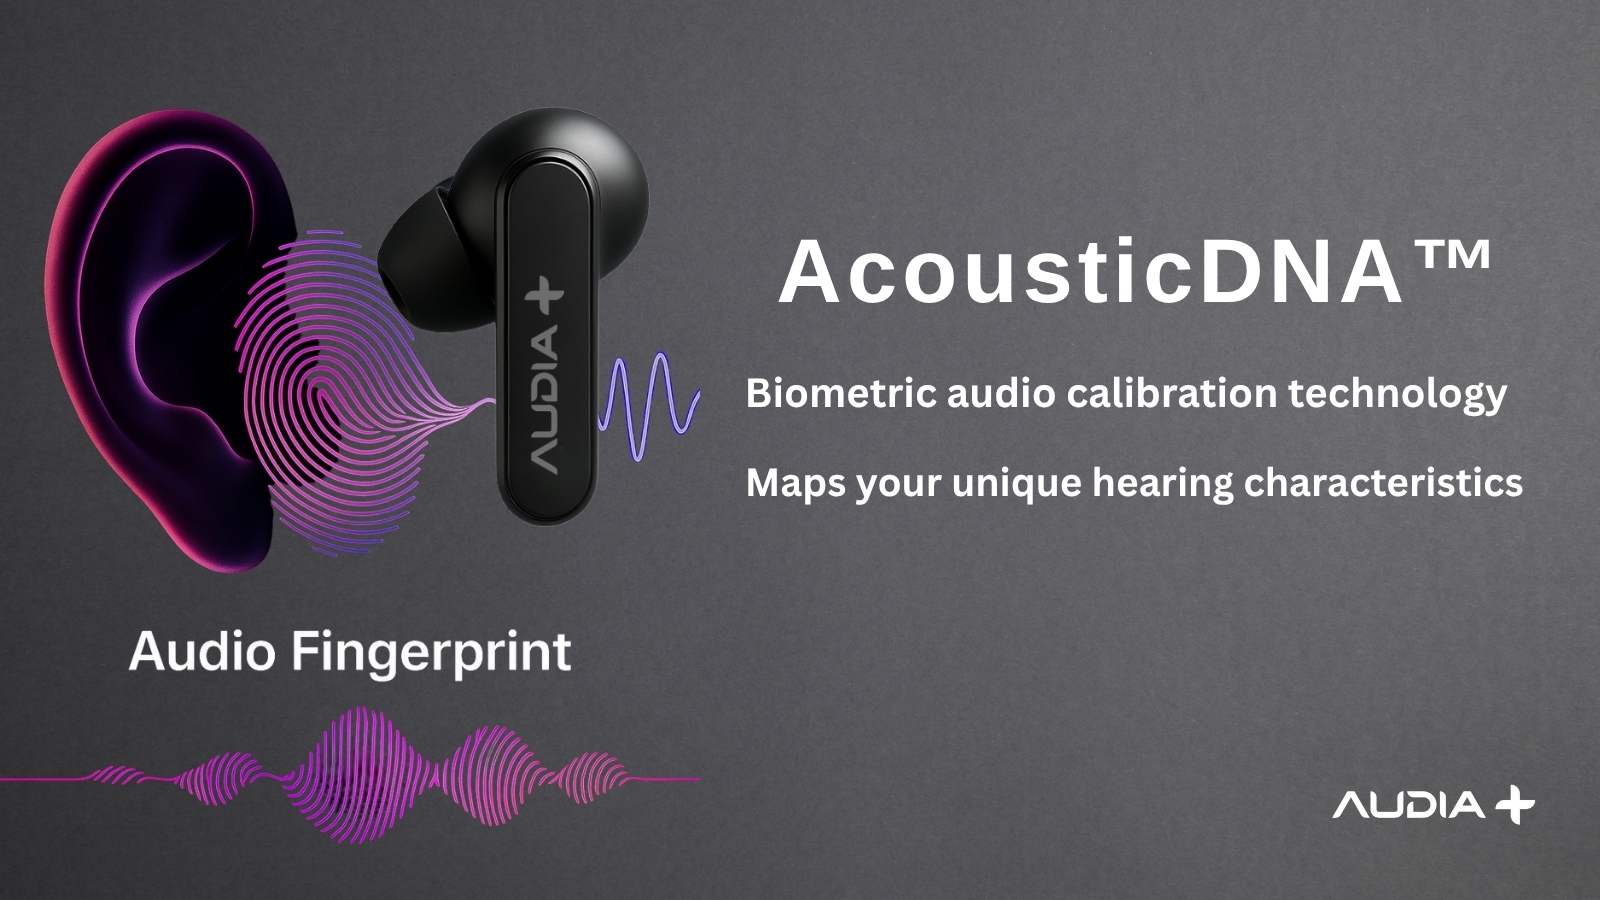 AUDIA
AcousticDNA™
Biometric audio calibration technology
Maps your unique hearing characteristics
Audio Fingerprint
AUDIA